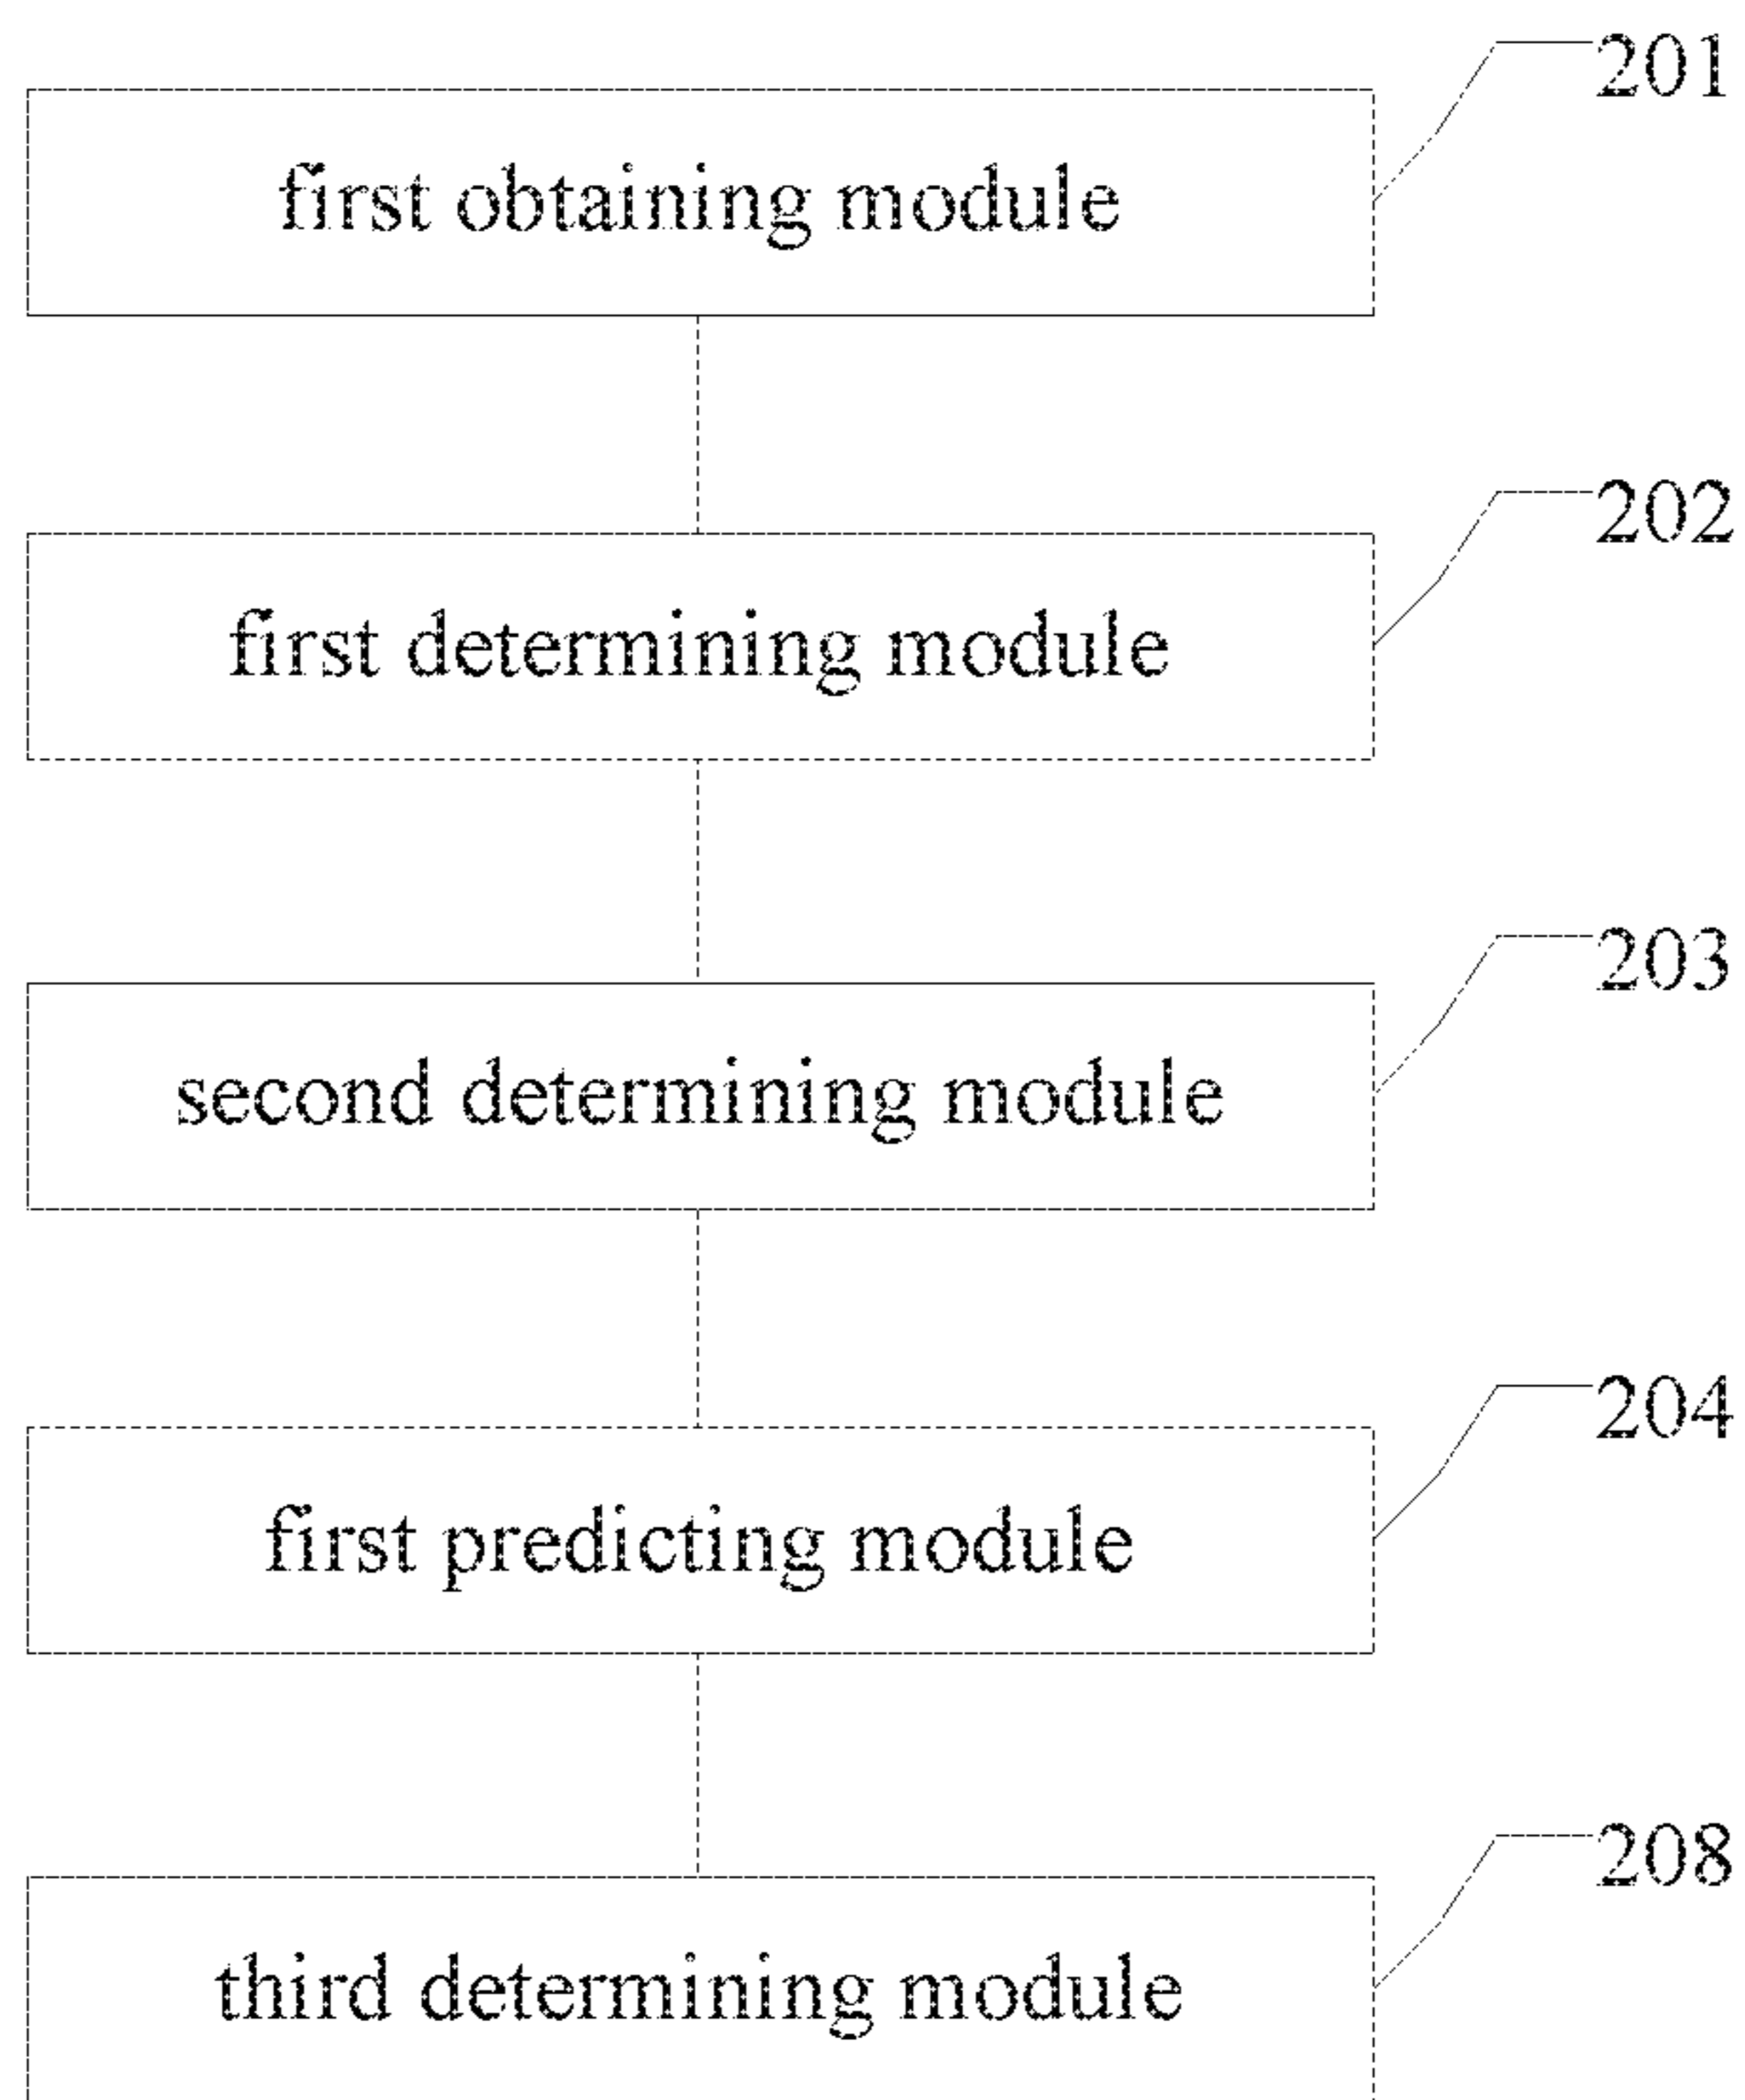 201
first obtaining module
202
first determining module
203
second determining module
204
first predicting module
208
third determining module